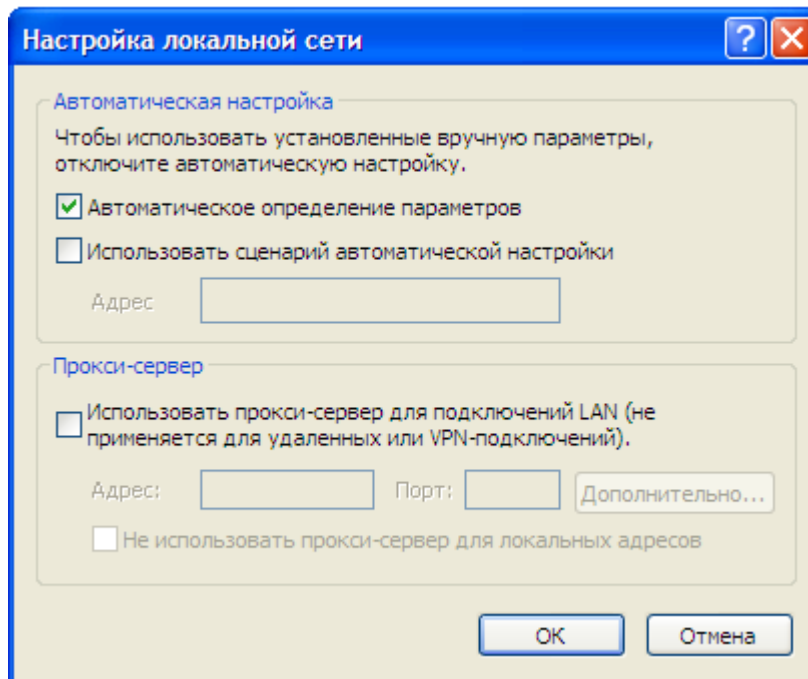 Настройка локальной сети
?
Автоматическая настройка
Чтобы использовать установленные вручную параметры,
отключите автоматическую настройку.
Автоматическое определение параметров
Использовать сценарий автоматической настройки
Адрес
Прокси-сервер
Использовать прокси-сервер для подключений LAN (не
применяется для удаленных или VPN-подключений).
Адрес: Порт: Дополнительно...
Не использовать прокси-сервер для локальных адресов
ОК Отмена